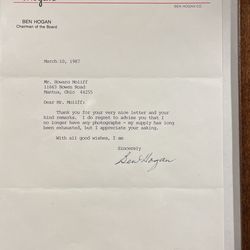 BEN HOGAN CO
BEN HOGAN
Chairman of the Board
March 10, 1987
Mr. Howard Moliff
11663 Bowen Road
Mantua, Ohio 44255
Dear Mr. Moliff:
Thank you for your very nice letter and your
kind remarks. I do regret to advise you that I
no longer have any photographs - my supply has
long been exhausted, but I appreciate your asking.
With all good wishes, I am
Sincerely
Ben Hogan